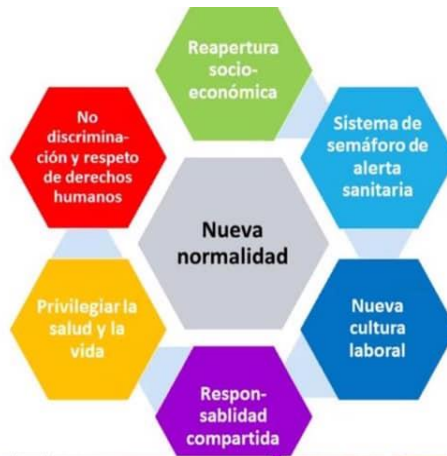 Reapertura
socio-
económica
Sistema de
semáforo de
alerta
sanitaria
Nueva
cultura
laboral
Respon-
sablidad
compartida
Privilegiar la
salud y la
vida
No
discrimina-
ción y respeto
de derechos
humanos
Nueva
normalidad